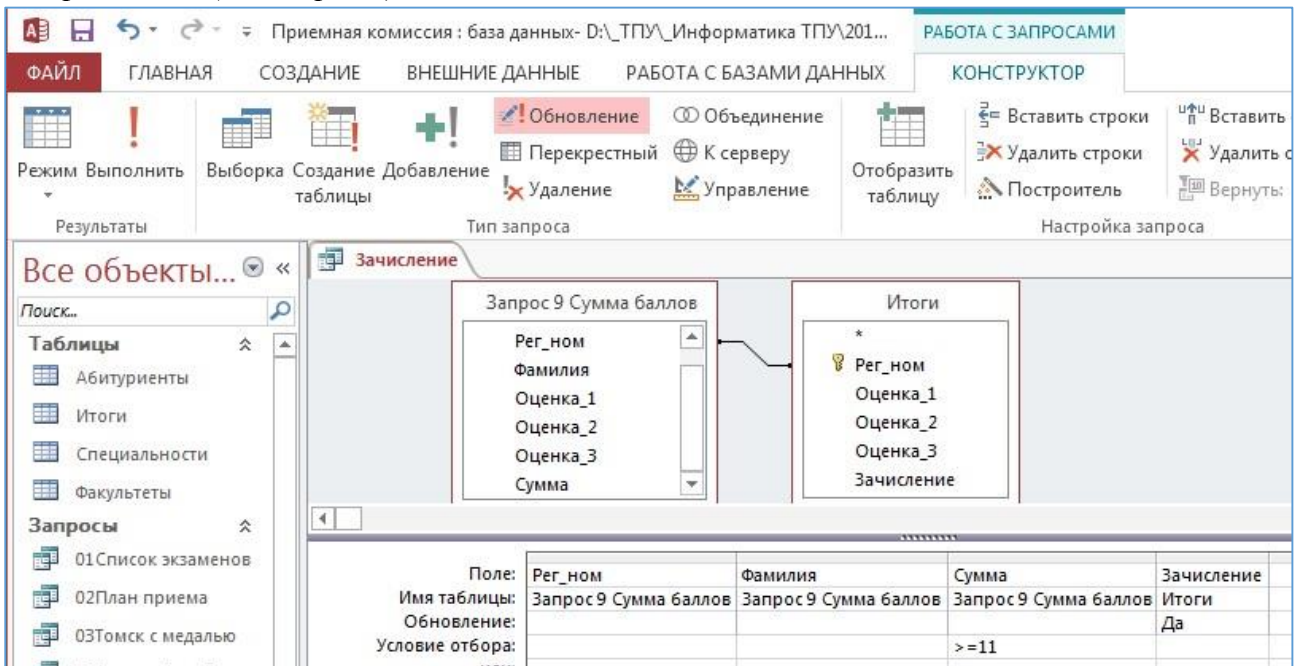 Приемная комиссия : база данных- D:\_ТПУ\_Информатика ТПУ\201...
РАБОТА С ЗАПРОСАМИ
ФАЙЛ ГЛАВНАЯ СОЗДАНИЕ ВНЕШНИЕ ДАННЫЕ РАБОТА С БАЗАМИ ДАННЫХ КОНСТРУКТОР
Режим Выполнить
Результаты
Выборка Создание таблицы Добавление
Обновление
Перекрестный
Удаление
Объединение
К серверу
Управление
Тип запроса
Отобразить
таблицу
Вставить строки
Удалить строки
Построитель
Вставить
Удалить с
Вернуть:
Настройка запроса
Все объекты... «
Поиск...
Таблицы
Абитуриенты
Итоги
Специальности
Факультеты
Запросы
01Список экзаменов
02План приема
03Томск с медалью
Зачисление
Запрос 9 Сумма баллов
Рег_ном
Фамилия
Оценка_1
Оценка_2
Оценка_3
Сумма
Итоги
*
Рег_ном
Оценка_1
Оценка_2
Оценка_3
Зачисление
Поле: Рег_ном Фамилия Сумма Зачисление
Имя таблицы: Запрос 9 Сумма баллов Запрос 9 Сумма баллов Запрос 9 Сумма баллов Итоги
Обновление: Да
Условие отбора: >=11